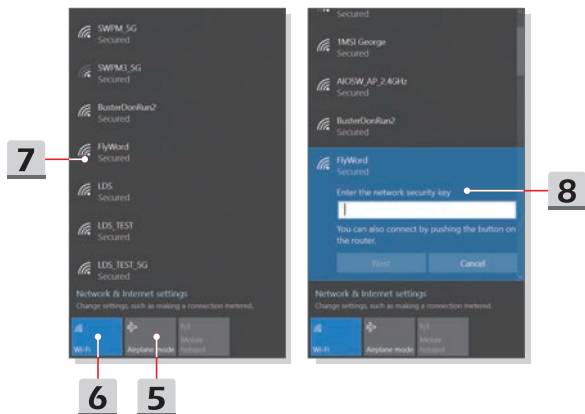 SWPM_5G
Secured
SWPM3_5G
Secured
BusterDonRun2
Secured
FlyWord
Secured
LDS
Secured
LDS_TEST
Secured
LDS_TEST_5G
Secured
Network & Internet settings
Change settings, such as making a connection metered.
Wi-Fi
Airplane mode
Mobile
hotspot
7
6
5
Secured
1MSI George
Secured
AIOSW_AP_2.4GHz
Secured
BusterDonRun2
Secured
FlyWord
Secured
Enter the network security key
You can also connect by pushing the button on
the router.
Next
Cancel
Network & Internet settings
Change settings, such as making a connection metered.
Wi-Fi
Airplane mode
Mobile
hotspot
8